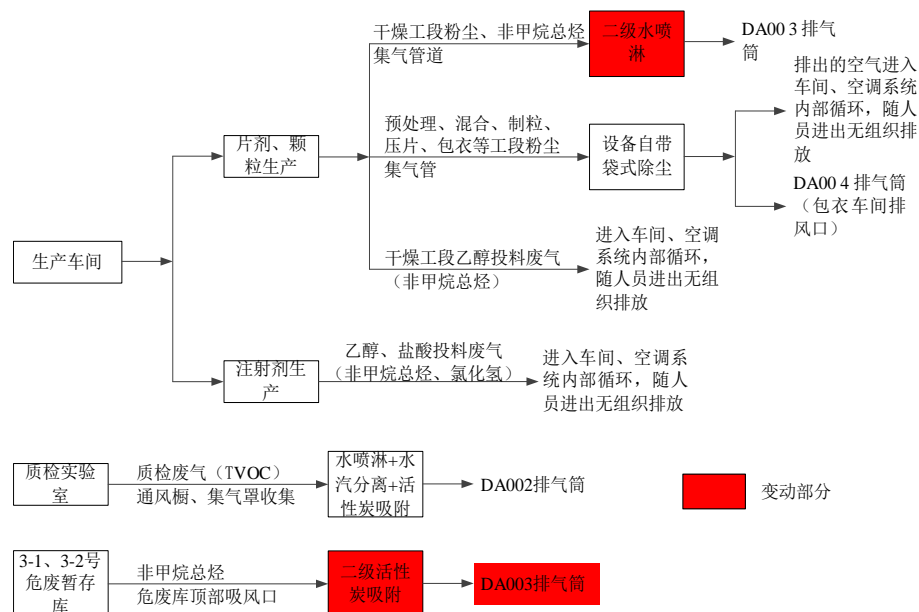 干燥工段粉尘、非甲烷总烃
集气管道
二级水喷
淋
DA00 3 排气
筒
排出的空气进入
车间、空调系统
内部循环，随人
员进出无组织排
放
预处理、混合、制粒、
压片、包衣等工段粉尘
集气管
片剂、颗
粒生产
设备自带
袋式除尘
DA00 4 排气筒
（包衣车间排
风口）
生产车间
干燥工段乙醇投料废气
（非甲烷总烃）
进入车间、空调
系统内部循环，
随人员进出无组
织排放
注射剂生
产
乙醇、盐酸投料废气
（非甲烷总烃、氯化氢）
进入车间、空调系
统内部循环，随人
员进出无组织排放
质检实验
室
质检废气（TVOC）
通风橱、集气罩收集
水喷淋+水
汽分离+活
性炭吸附
DA002排气筒
变动部分
3-1、3-2号
危废暂存
库
非甲烷总烃
危废库顶部吸风口
二级活性
炭吸附
DA003排气筒